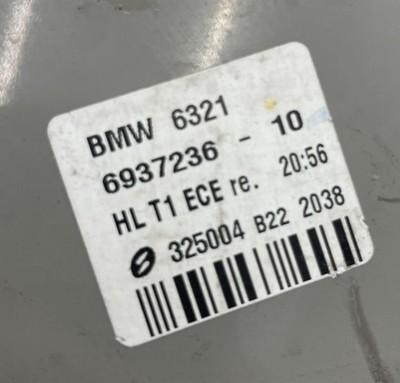 BMW 6321
6937236 - 10
HL T1 ECE re. 20:56
325004 B22 2038